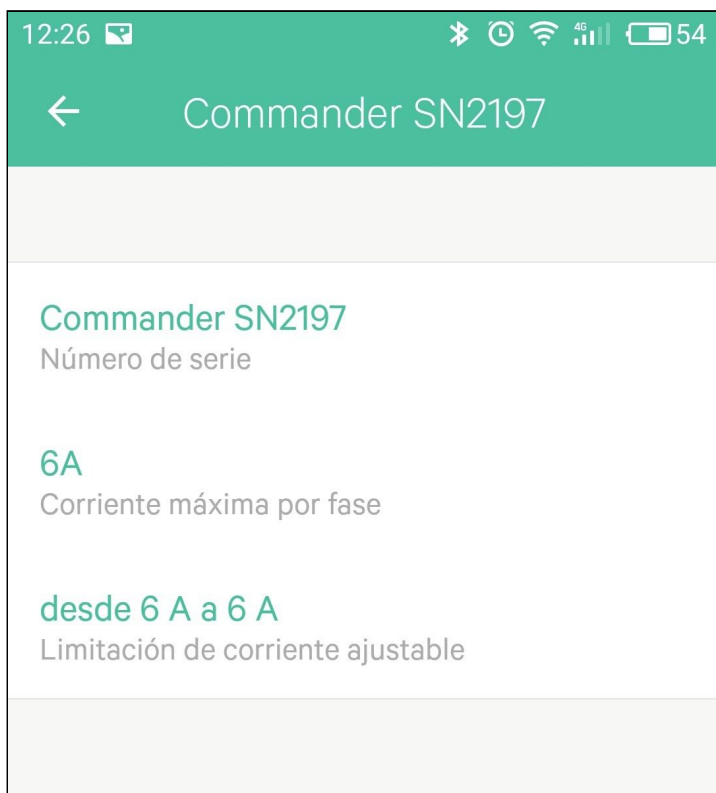 12:26 4G 54
Commander SN2197
Commander SN2197
Número de serie
6A
Corriente máxima por fase
desde 6 A a 6 A
Limitación de corriente ajustable